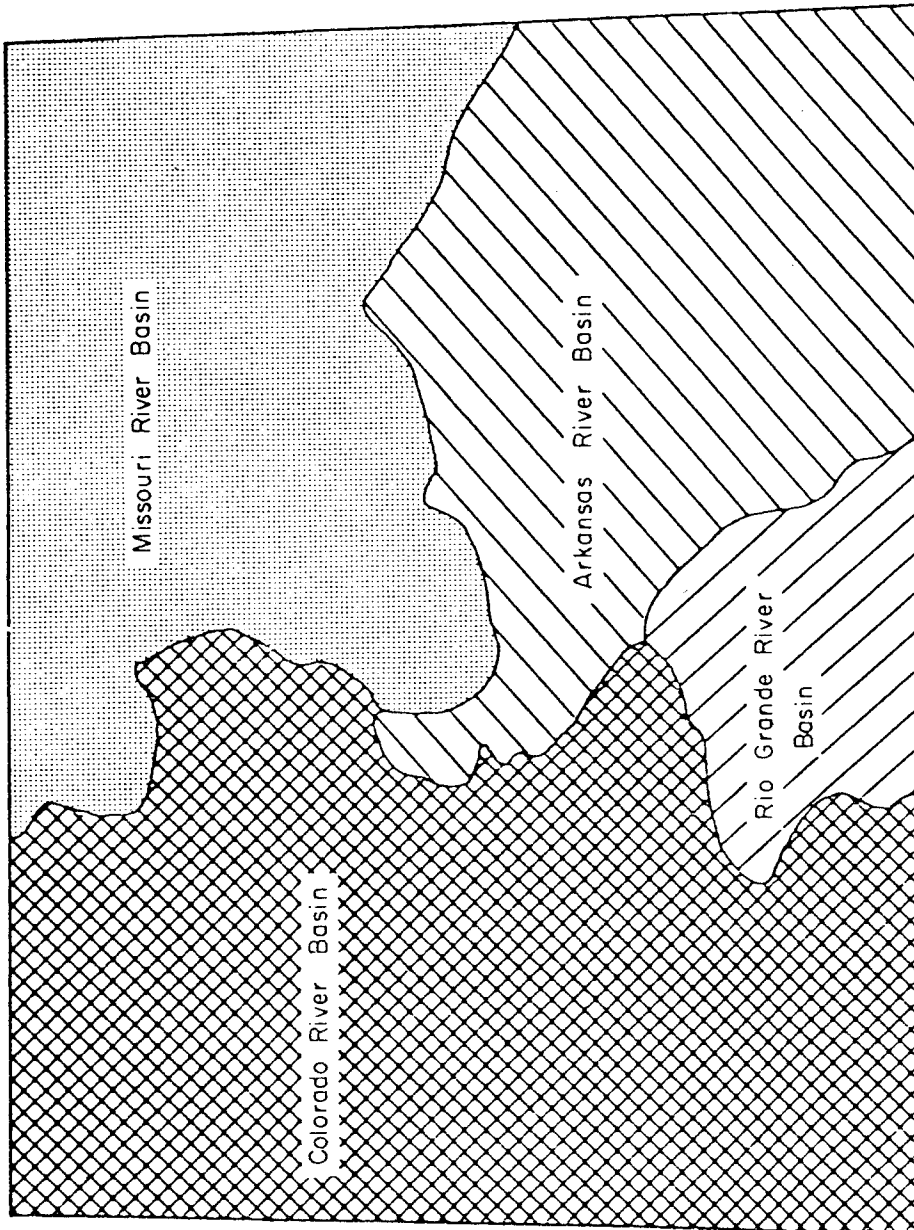 Missouri River Basin
Colorado River Basin
Arkansas River Basin
Rio Grande River
Basin